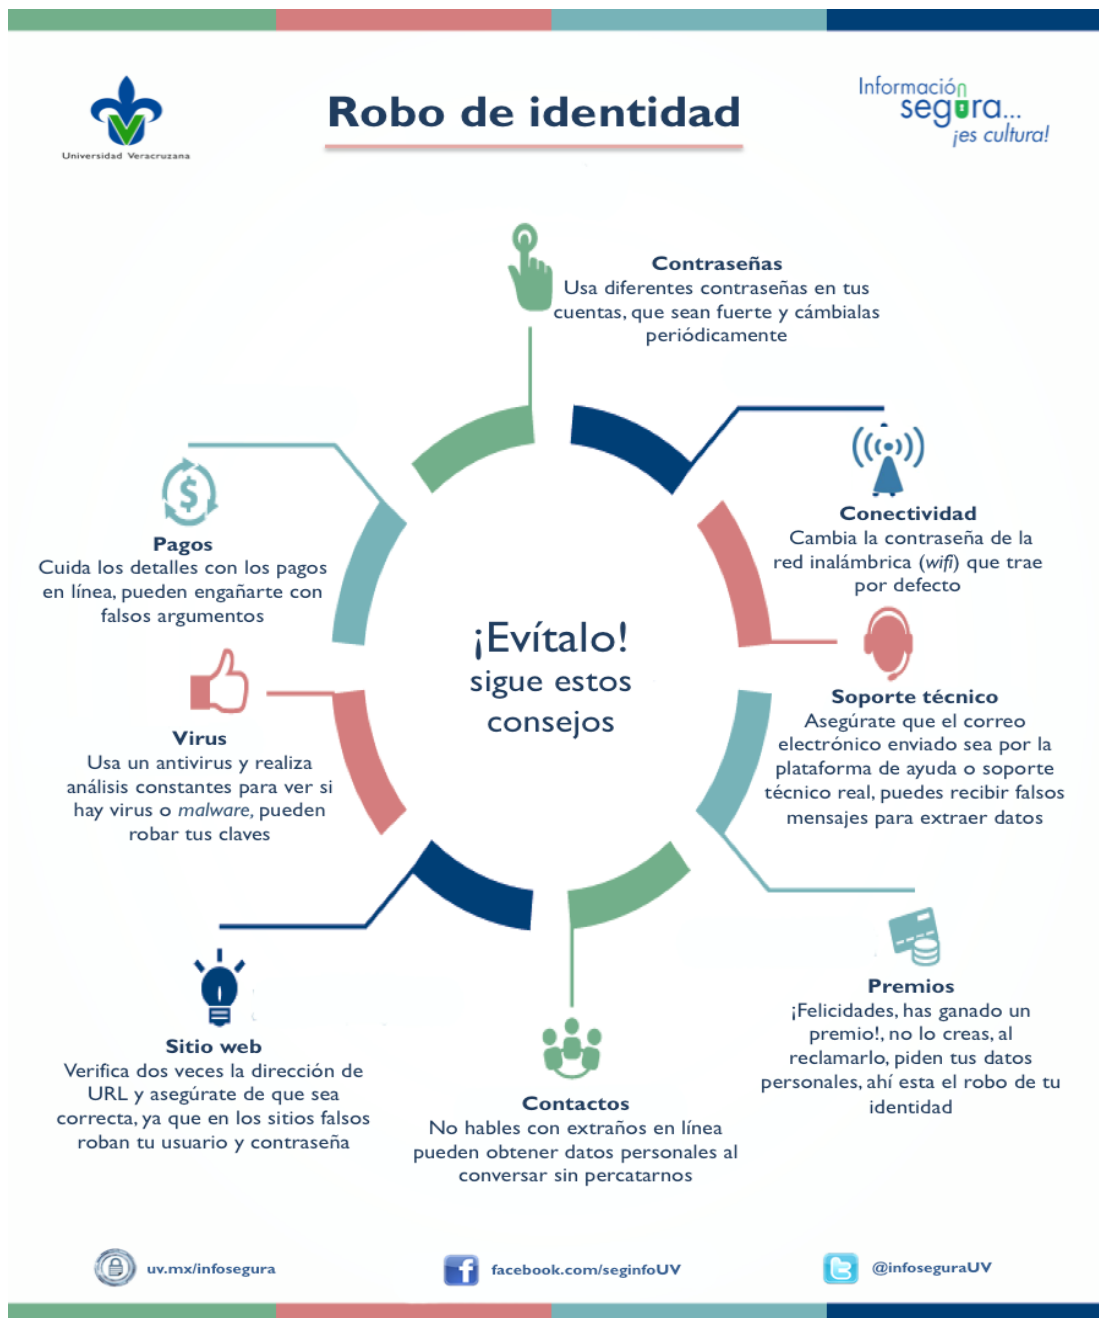 Universidad Veracruzana
Robo de identidad
Información
segura...
¡es cultura!
Contraseñas
Usa diferentes contraseñas en tus
cuentas, que sean fuerte y cámbialas
periódicamente
Conectividad
Cambia la contraseña de la
red inalámbrica (wifi) que trae
por defecto
Soporte técnico
Asegúrate que el correo
electrónico enviado sea por la
plataforma de ayuda o soporte
técnico real, puedes recibir falsos
mensajes para extraer datos
Premios
¡Felicidades, has ganado un
premio!, no lo creas, al
reclamarlo, piden tus datos
personales, ahí esta el robo de tu
identidad
Contactos
No hables con extraños en línea
pueden obtener datos personales al
conversar sin percatarnos
Sitio web
Verifica dos veces la dirección de
URL y asegúrate de que sea
correcta, ya que en los sitios falsos
roban tu usuario y contraseña
Virus
Usa un antivirus y realiza
análisis constantes para ver si
hay virus o malware, pueden
robar tus claves
$
Pagos
Cuida los detalles con los pagos
en línea, pueden engañarte con
falsos argumentos
¡Evítalo!
sigue estos
consejos
uv.mx/infosegura
facebook.com/seginfoUV
@infoseguraUV